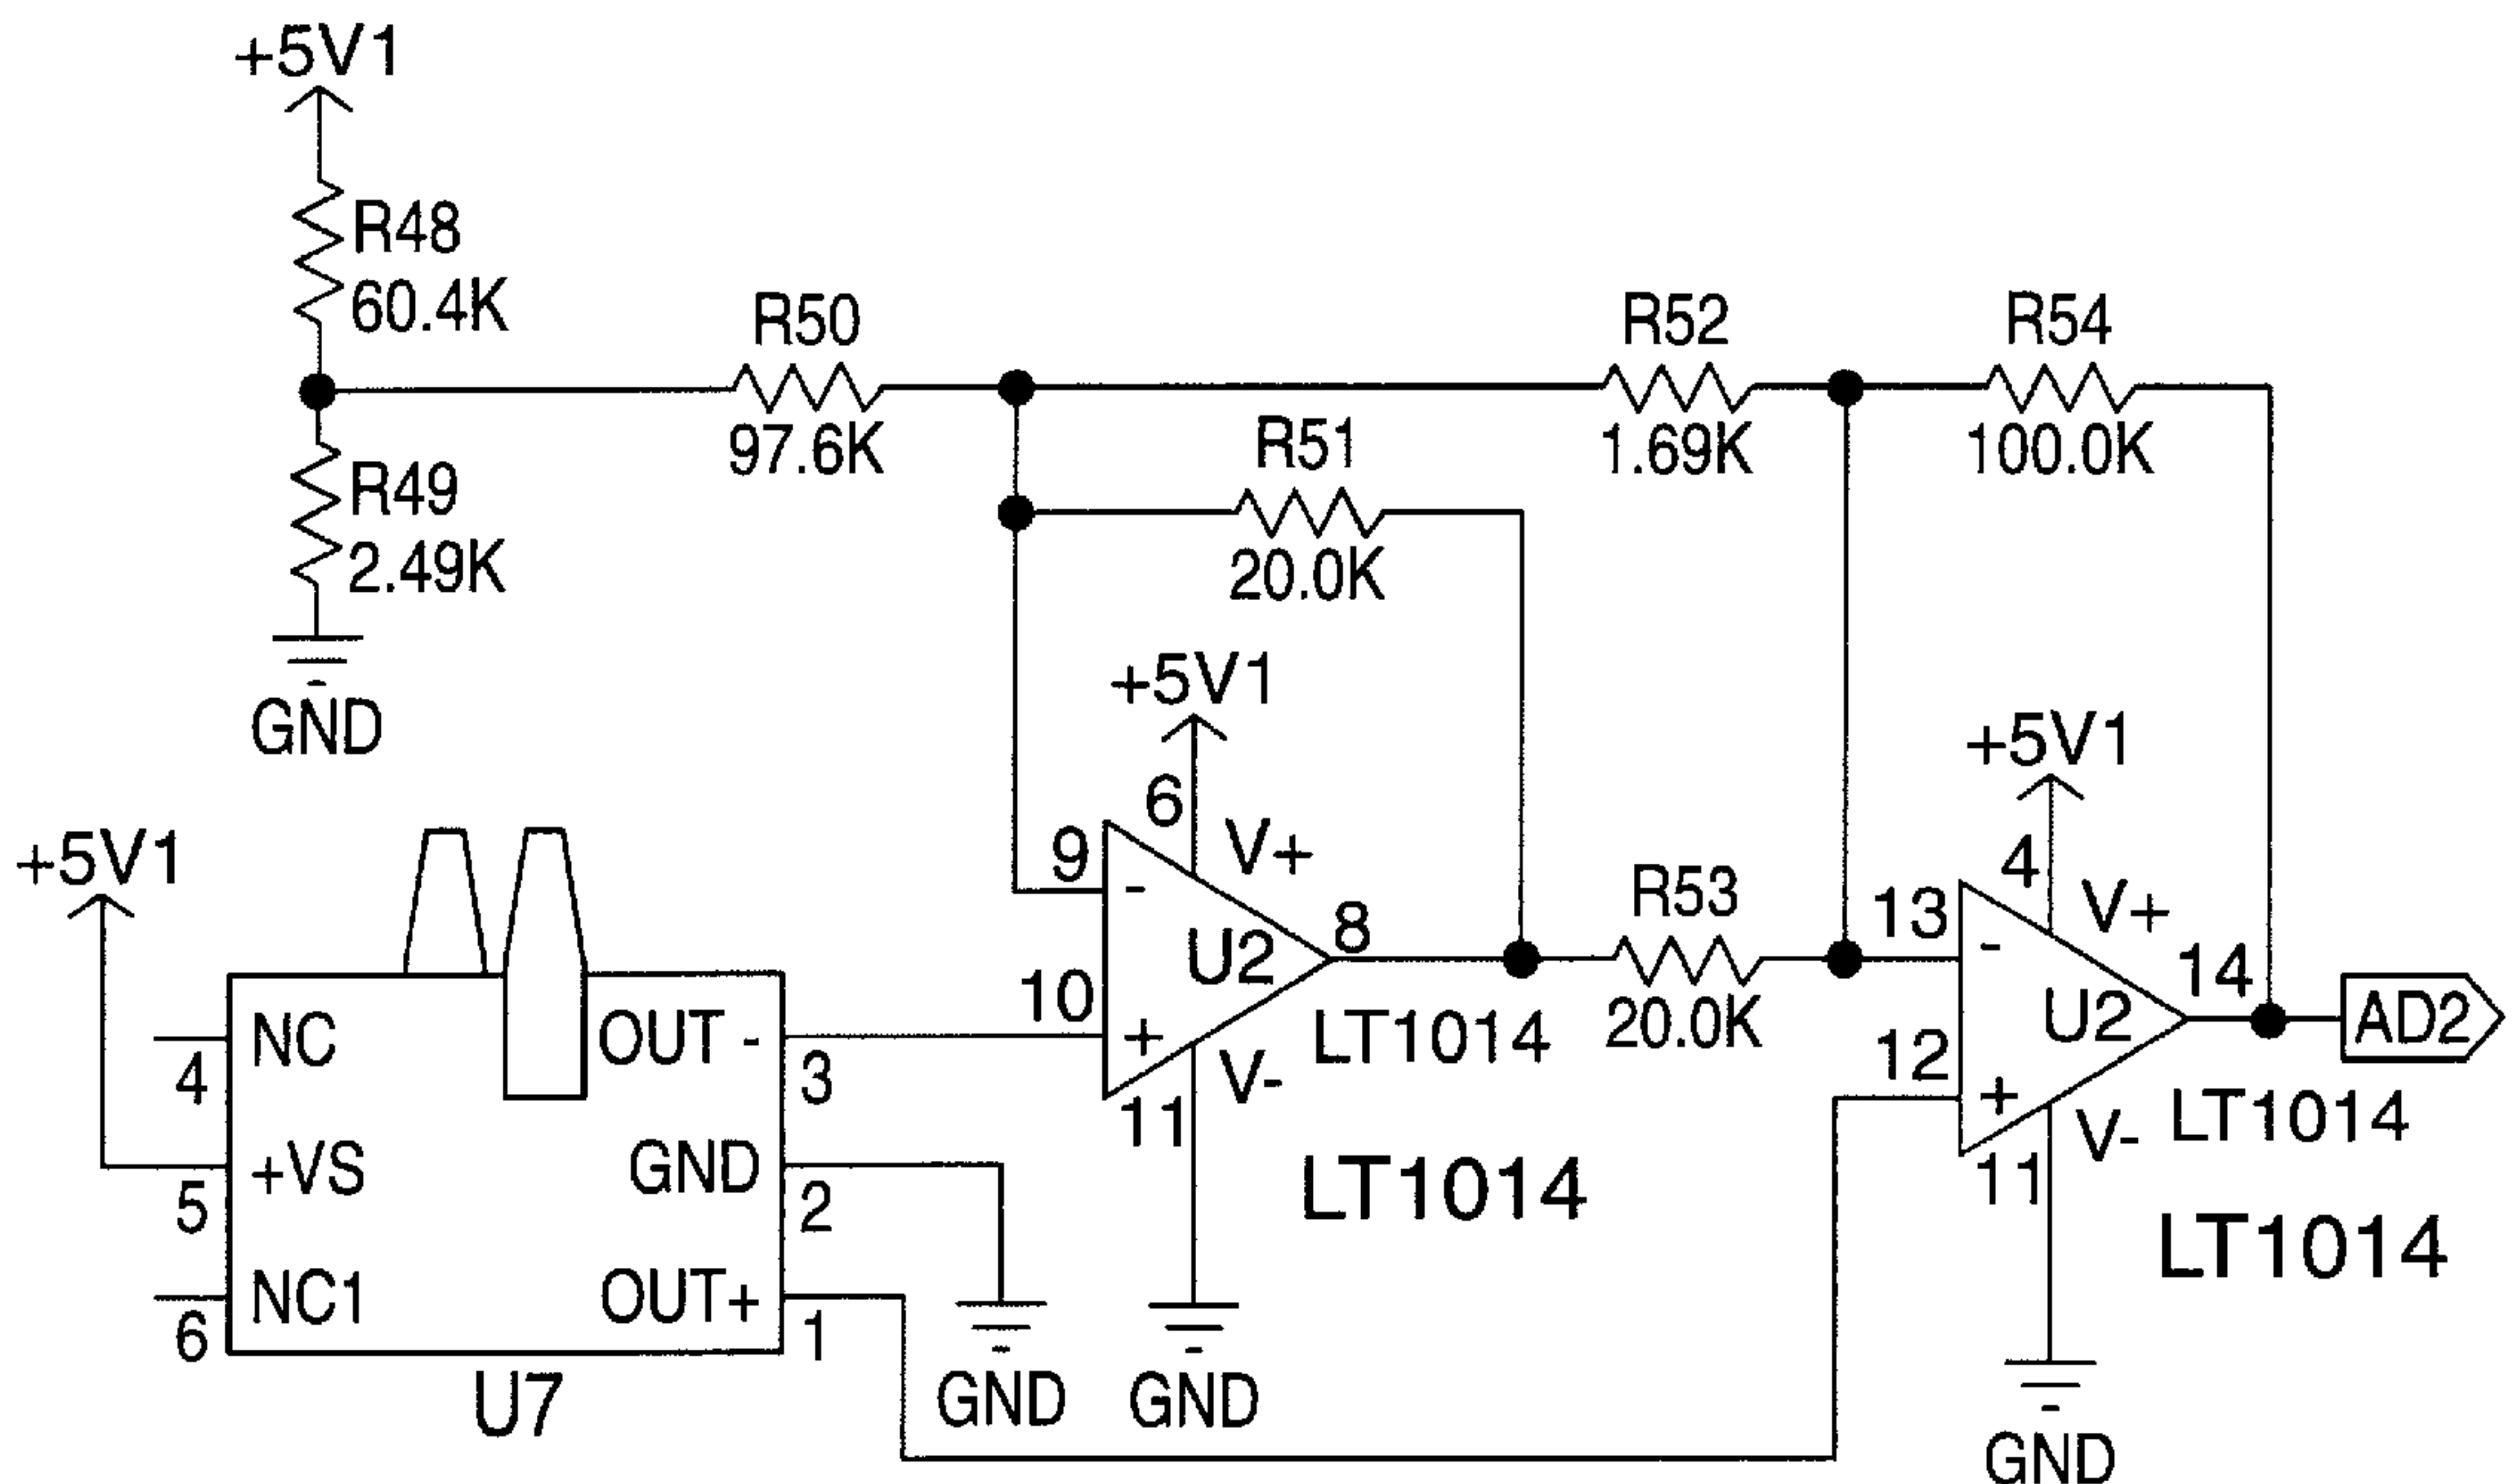 +5V1
R48
60.4K
R49
2.49K
GND
R50
97.6K
R52
1.69K
R54
100.0K
R51
20.0K
+5V1
6
V+
9
-
10
+
U2
8
LT1014
11
V-
LT1014
GND
R53
20.0K
+5V1
4
V+
13
-
12
+
U2
14
AD2
LT1014
11
V-
LT1014
GND
+5V1
NC
OUT -
4
3
+VS
GND
5
2
NC1
OUT+
6
1
U7
GND